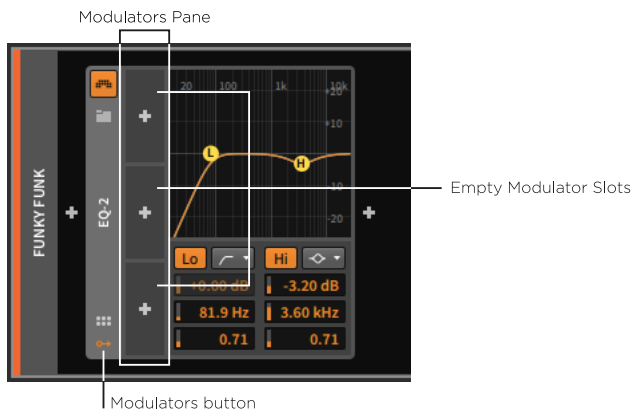 Modulators Pane
20 100 1k 10k
+20
+10
-10
-20
L
H
FUNKY FUNK
EQ-2
Empty Modulator Slots
Lo Hi
+0.00 dB -3.20 dB
81.9 Hz 3.60 kHz
0.71 0.71
Modulators button